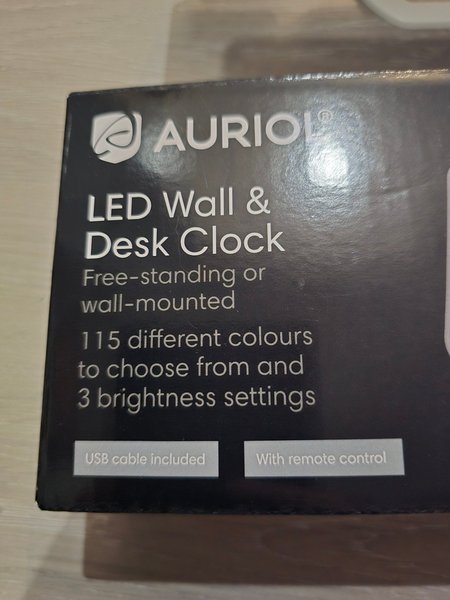 AURIOL®
LED Wall &
Desk Clock
Free-standing or
wall-mounted
115 different colours
to choose from and
3 brightness settings
USB cable included
With remote control